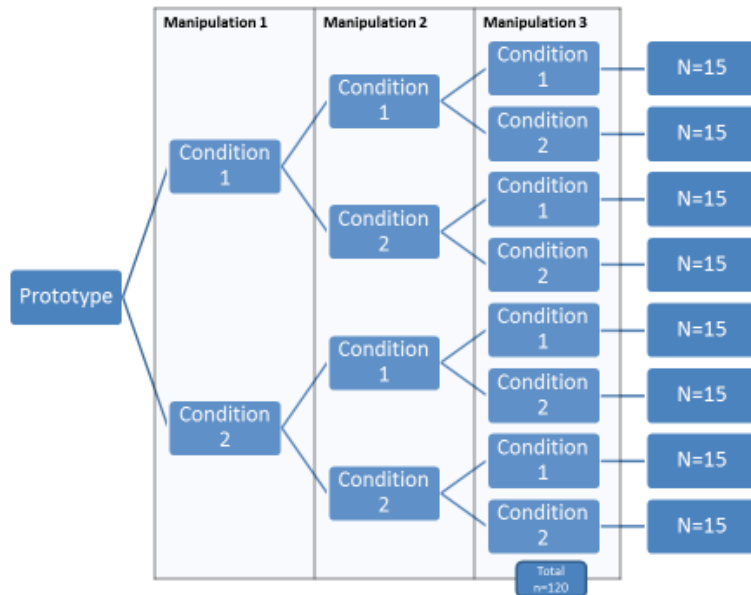 Manipulation 1
Manipulation 2
Manipulation 3
Prototype
Condition
1
Condition
2
Condition
1
Condition
2
Condition
1
Condition
2
Condition
1
Condition
2
Condition
1
Condition
2
Condition
1
Condition
2
Condition
1
Condition
2
N=15
N=15
N=15
N=15
N=15
N=15
N=15
N=15
Total
n=120